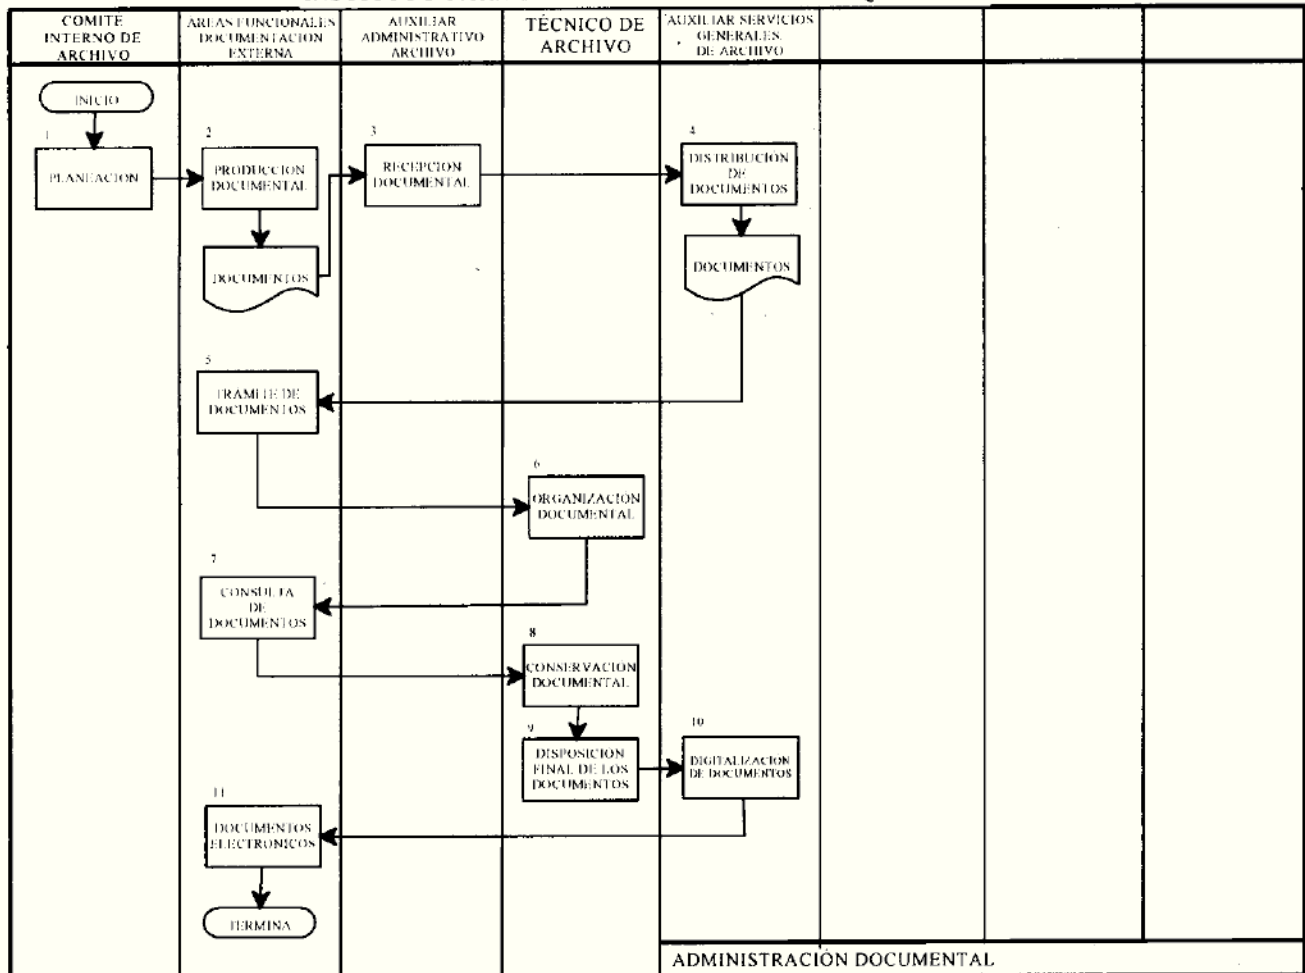 COMITE
INTERNO DE
ARCHIVO
AREAS FUNCIONALES
DOCUMENTACION
EXTERNA
AUXILIAR
ADMINISTRATIVO
ARCHIVO
TÉCNICO DE
ARCHIVO
AUXILIAR SERVICIOS
GENERALES
DE ARCHIVO
INICIO
1
PLANEACION
2
PRODUCCION
DOCUMENTAL
3
RECEPCION
DOCUMENTAL
4
DISTRIBUCIÓN
DE
DOCUMENTOS
DOCUMENTOS
DOCUMENTOS
5
TRAMITE DE
DOCUMENTOS
6
ORGANIZACION
DOCUMENTAL
7
CONSULTA
DE
DOCUMENTOS
8
CONSERVACION
DOCUMENTAL
9
DISPOSICION
FINAL DE LOS
DOCUMENTOS
10
DIGITALIZACION
DE DOCUMENTOS
11
DOCUMENTOS
ELECTRONICOS
TERMINA
ADMINISTRACIÓN DOCUMENTAL